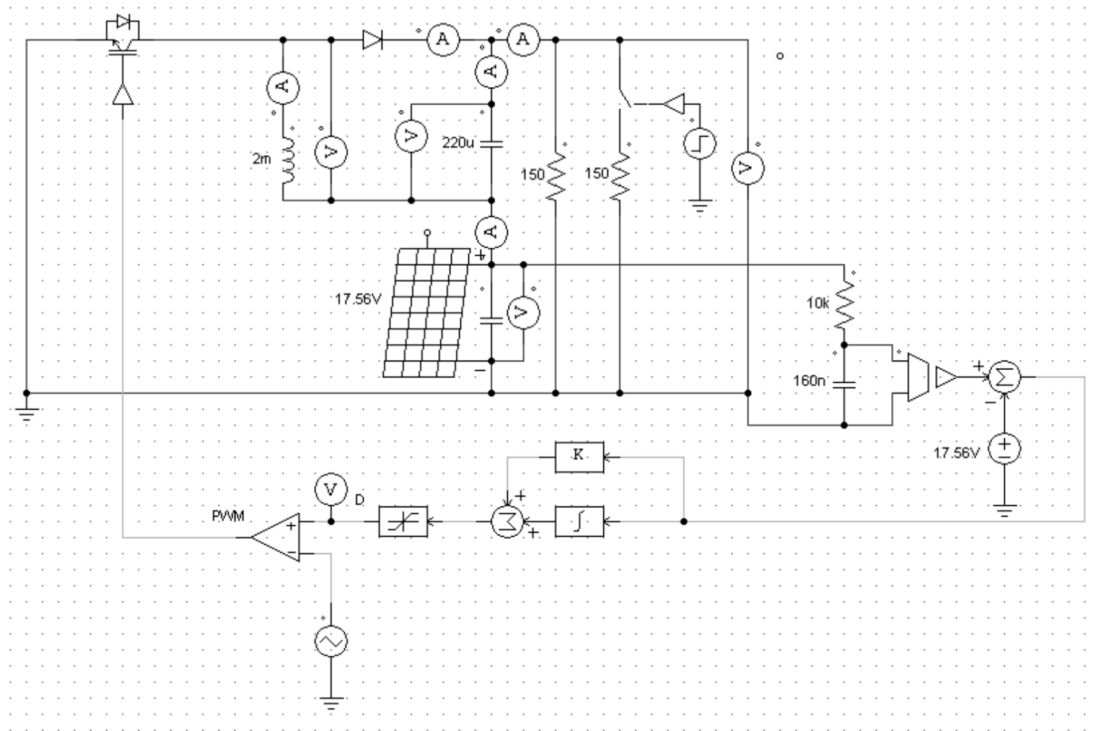 A
A
A
A
V
V
220u
2m
150
150
V
A
+
17.56V
V
10k
−
160n
+
Σ
−
17.56V
K
V
D
+
PWM
+
Σ
+
∫
−